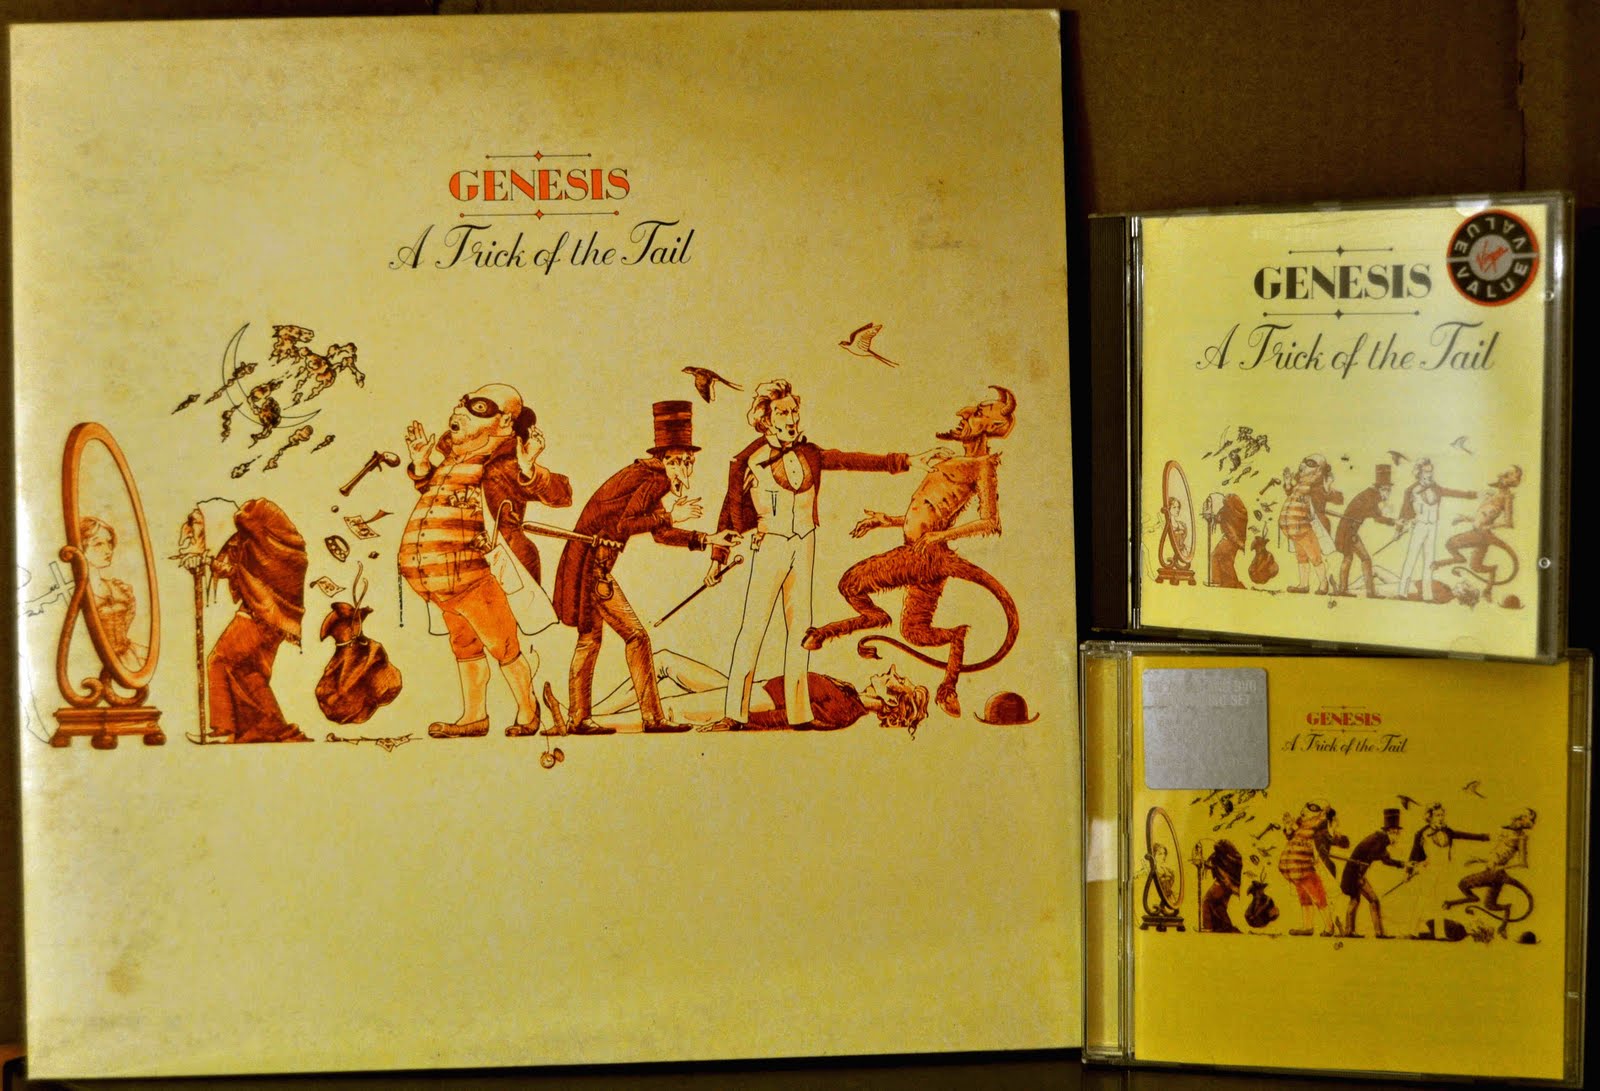 GENESIS
A Trick of the Tail
GENESIS
A Trick of the Tail
VALUE
VALUE
Virgin
GENESIS
A Trick of the Tail